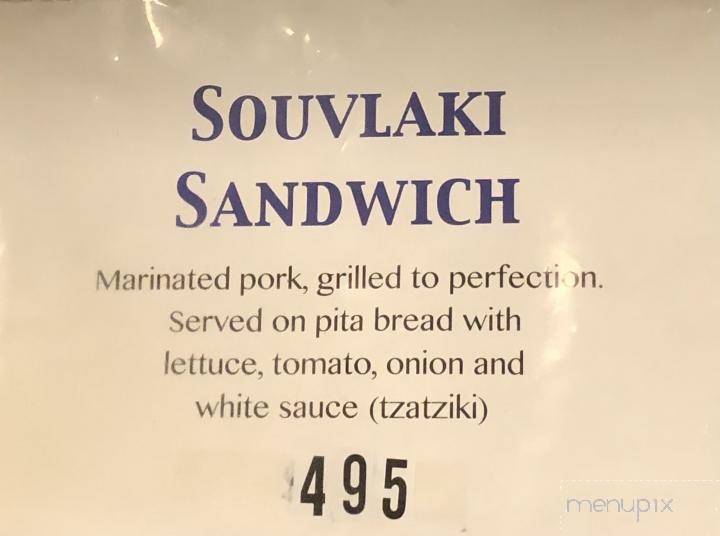 SOUVLAKI
SANDWICH
Marinated pork, grilled to perfection.
Served on pita bread with
lettuce, tomato, onion and
white sauce (tzatziki)
495
menupix